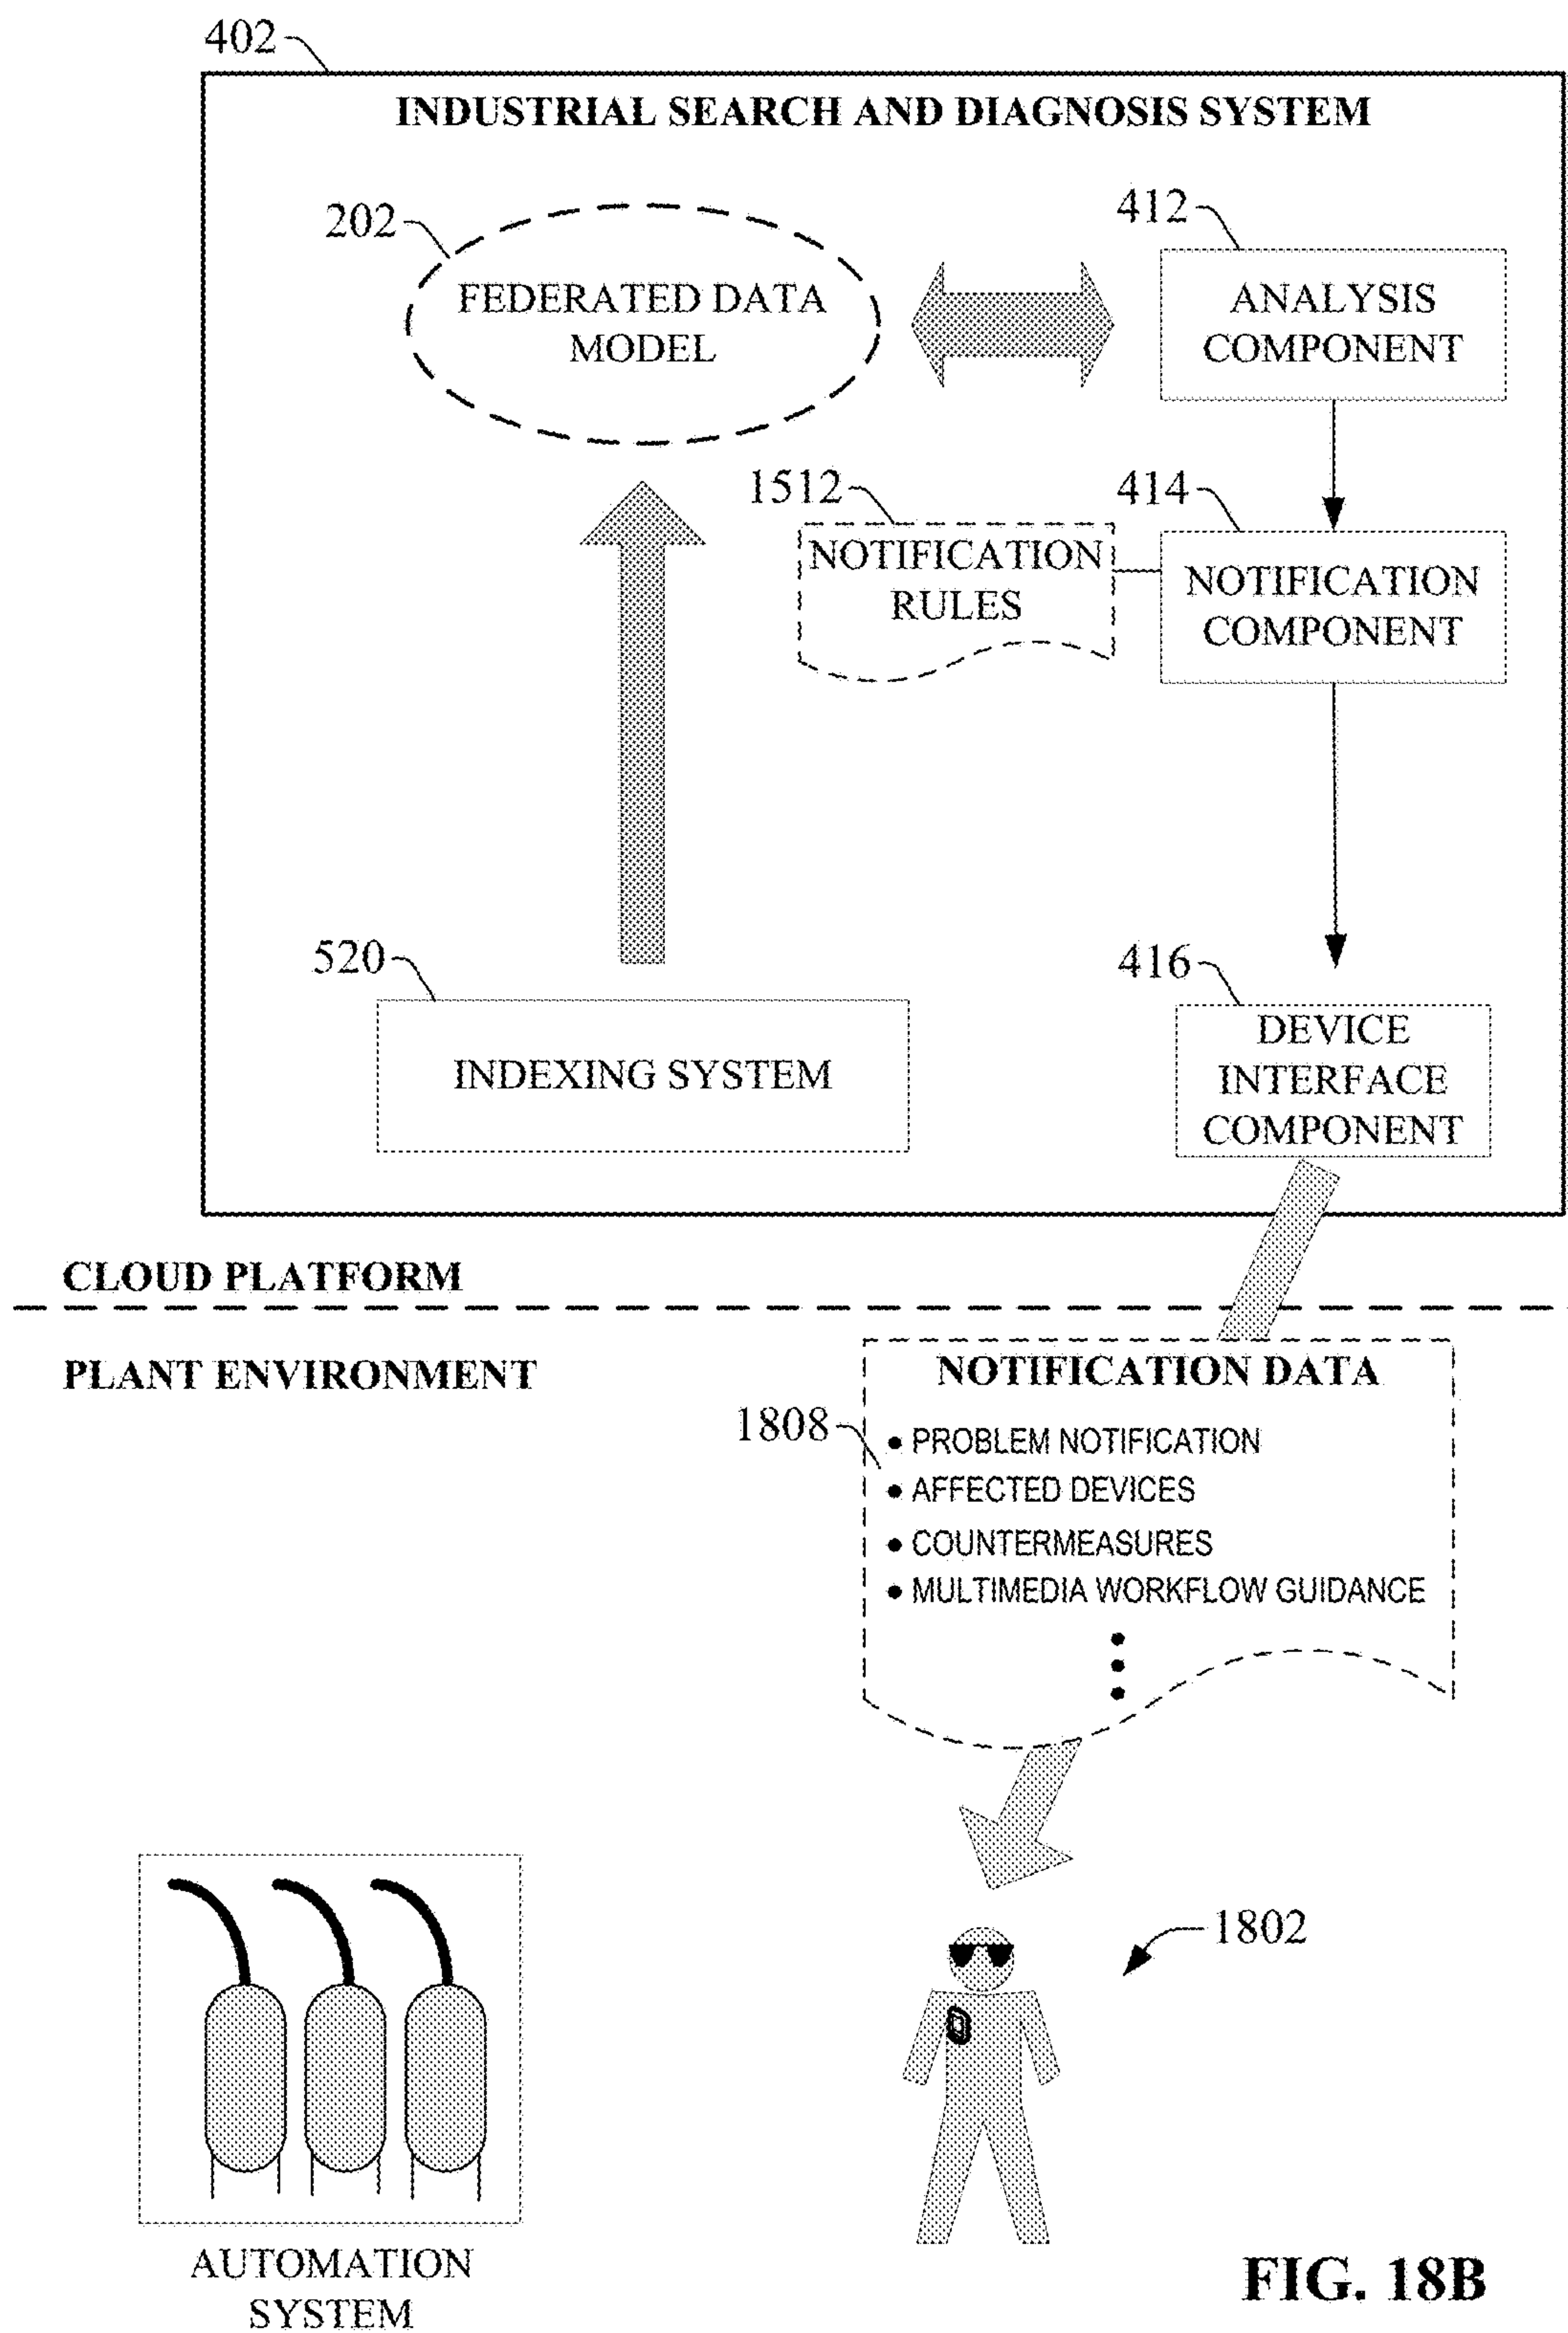 402
INDUSTRIAL SEARCH AND DIAGNOSIS SYSTEM
202
412
FEDERATED DATA
MODEL
ANALYSIS
COMPONENT
1512
414
NOTIFICATION
RULES
NOTIFICATION
COMPONENT
520
416
INDEXING SYSTEM
DEVICE
INTERFACE
COMPONENT
CLOUD PLATFORM
PLANT ENVIRONMENT
NOTIFICATION DATA
1808
• PROBLEM NOTIFICATION
• AFFECTED DEVICES
• COUNTERMEASURES
• MULTIMEDIA WORKFLOW GUIDANCE
1802
AUTOMATION
SYSTEM
FIG. 18B